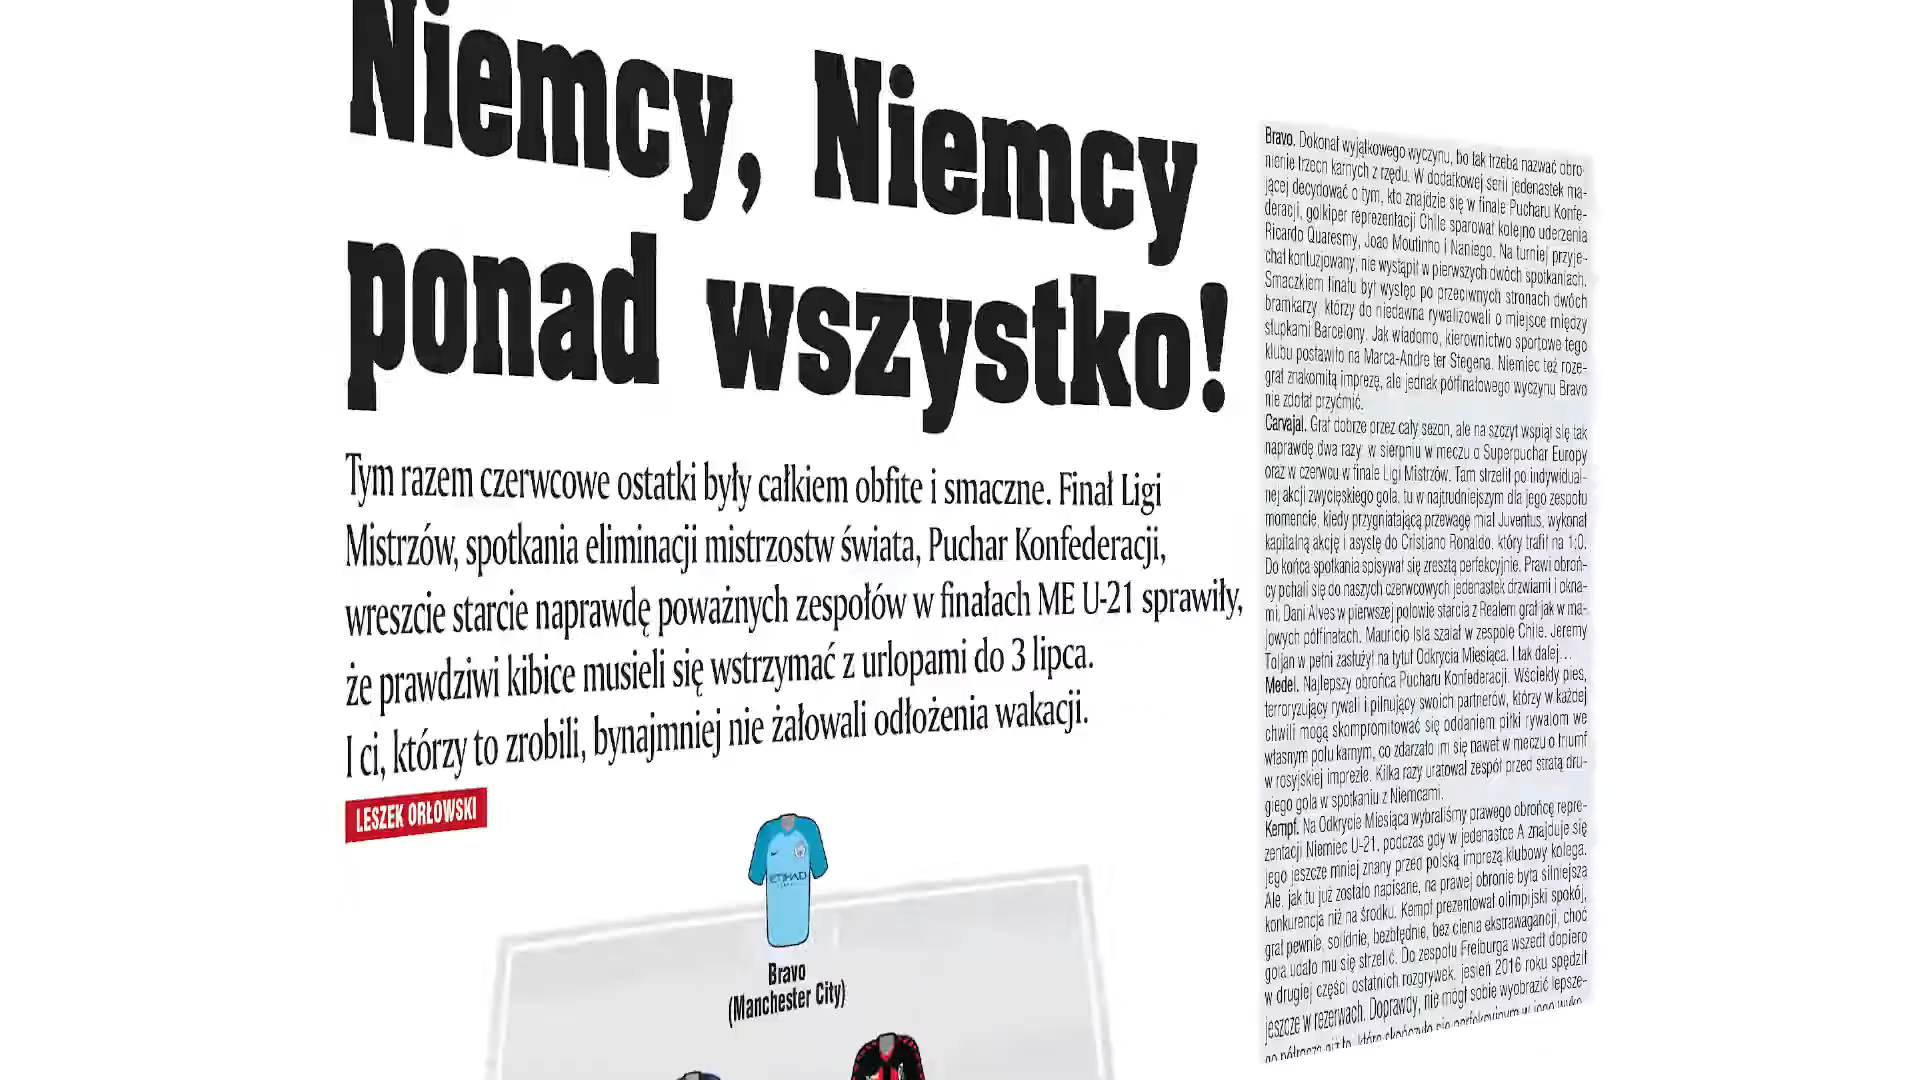 Niemcy, Niemcy
ponad wszystko!
Tym razem czerwcowe ostatki były całkiem obfite i smaczne. Finał Ligi
Mistrzów, spotkania eliminacji mistrzostw świata, Puchar Konfederacji,
wreszcie starcie naprawdę poważnych zespołów w finałach ME U-21 sprawiły,
że prawdziwi kibice musieli się wstrzymać z urlopami do 3 lipca.
I ci, którzy to zrobili, bynajmniej nie żałowali odłożenia wakacji.
LESZEK ORŁOWSKI
ETIHAD
Bravo
(Manchester City)
Bravo. Dokonał wyjątkowego wyczynu, bo tak trzeba nazwać obro-
nienie trzech karnych z rzędu. W dodatkowej serii jedenastek ma-
jącej decydować o tym, kto znajdzie się w finale Pucharu Konfe-
deracji, golkiper reprezentacji Chile sparował kolejno uderzenia
Ricardo Quaresmy, Joao Moutinho i Naniego. Na turniej przyje-
chał kontuzjowany, nie wystąpił w pierwszych dwóch spotkaniach.
Smaczkiem finału był występ po przeciwnych stronach dwóch
bramkarzy, którzy do niedawna rywalizowali o miejsce między
słupkami Barcelony. Jak wiadomo, kierownictwo sportowe tego
klubu postawiło na Marca-Andre ter Stegena. Niemiec też roze-
grał znakomitą imprezę, ale jednak półfinałowego wyczynu Bravo
nie zdołał przyćmić.
Carvajal. Grał dobrze przez cały sezon, ale na szczyt wspiął się tak
naprawdę dwa razy: w sierpniu w meczu o Superpuchar Europy
oraz w czerwcu w finale Ligi Mistrzów. Tam strzelił po indywidual-
nej akcji zwycięskiego gola, tu w najtrudniejszym dla jego zespołu
momencie, kiedy przygniatającą przewagę miał Juventus, wykonał
kapitalną akcję i asystę do Cristiano Ronaldo, który trafił na 1:0.
Do końca spotkania spisywał się zresztą perfekcyjnie. Prawi obroń-
cy pchali się do naszych czerwcowych jedenastek drzwiami i okna-
mi. Dani Alves w pierwszej połowie starcia z Realem grał jak w ma-
jowych półfinałach. Mauricio Isla szalał w zespole Chile. Jeremy
Toljan w pełni zasłużył na tytuł Odkrycia Miesiąca. I tak dalej…
Medel. Najlepszy obrońca Pucharu Konfederacji. Wściekły pies,
terroryzujący rywali i pilnujący swoich partnerów, którzy w każdej
chwili mogą skompromitować się oddaniem piłki rywalom we
własnym polu karnym, co zdarzało im się nawet w meczu o triumf
w rosyjskiej imprezie. Kilka razy uratował zespół przed stratą dru-
giego gola w spotkaniu z Niemcami.
Kempf. Na Odkrycie Miesiąca wybraliśmy prawego obrońcę repre-
zentacji Niemiec U-21, podczas gdy w jedenastce A znajduje się
jego jeszcze mniej znany przed polską imprezą klubowy kolega.
Ale, jak tu już zostało napisane, na prawej obronie była silniejsza
konkurencja niż na środku. Kempf prezentował olimpijski spokój,
grał pewnie, solidnie, bezbłędnie, bez cienia ekstrawagancji, choć
gola udało mu się strzelić. Do zespołu Freiburga wszedł dopiero
w drugiej części ostatnich rozgrywek, jesień 2016 roku spędził
jeszcze w rezerwach. Doprawdy, nie mógł sobie wyobrazić lepsze-